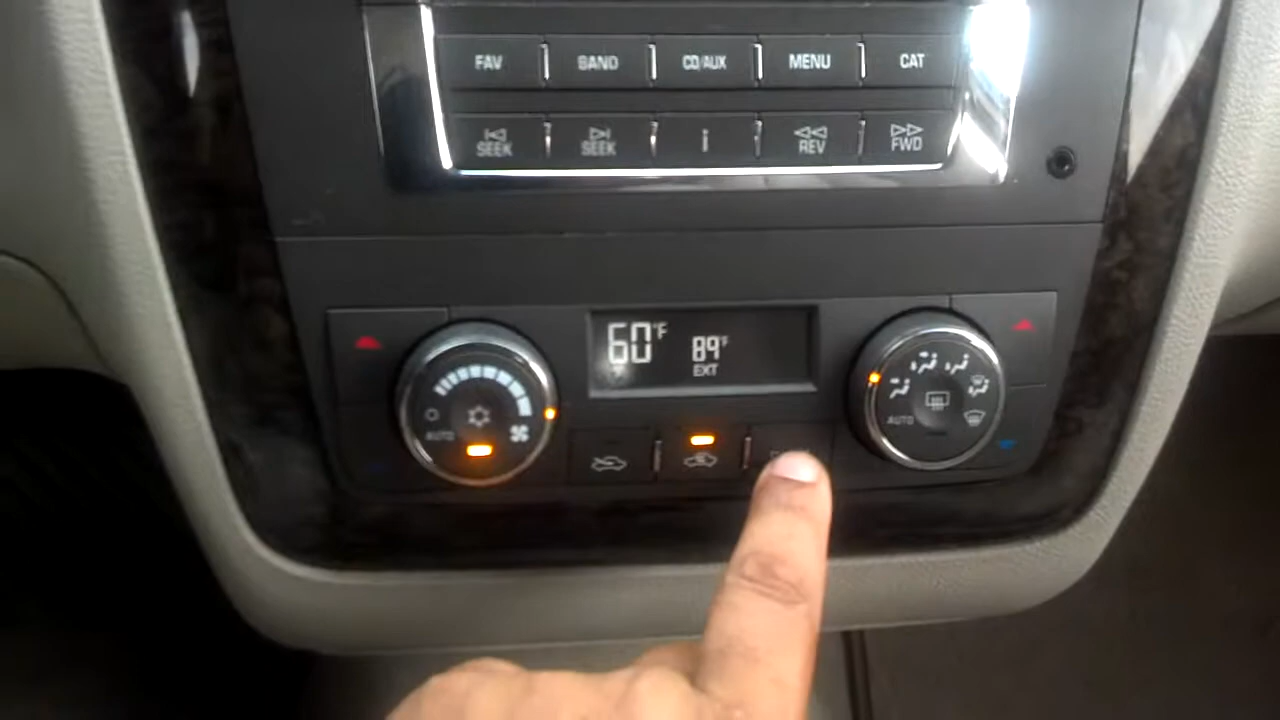 FAV BAND CD/AUX MENU CAT
SEEK SEEK i REV FWD
60°F 89°F
EXT
AUTO AUTO